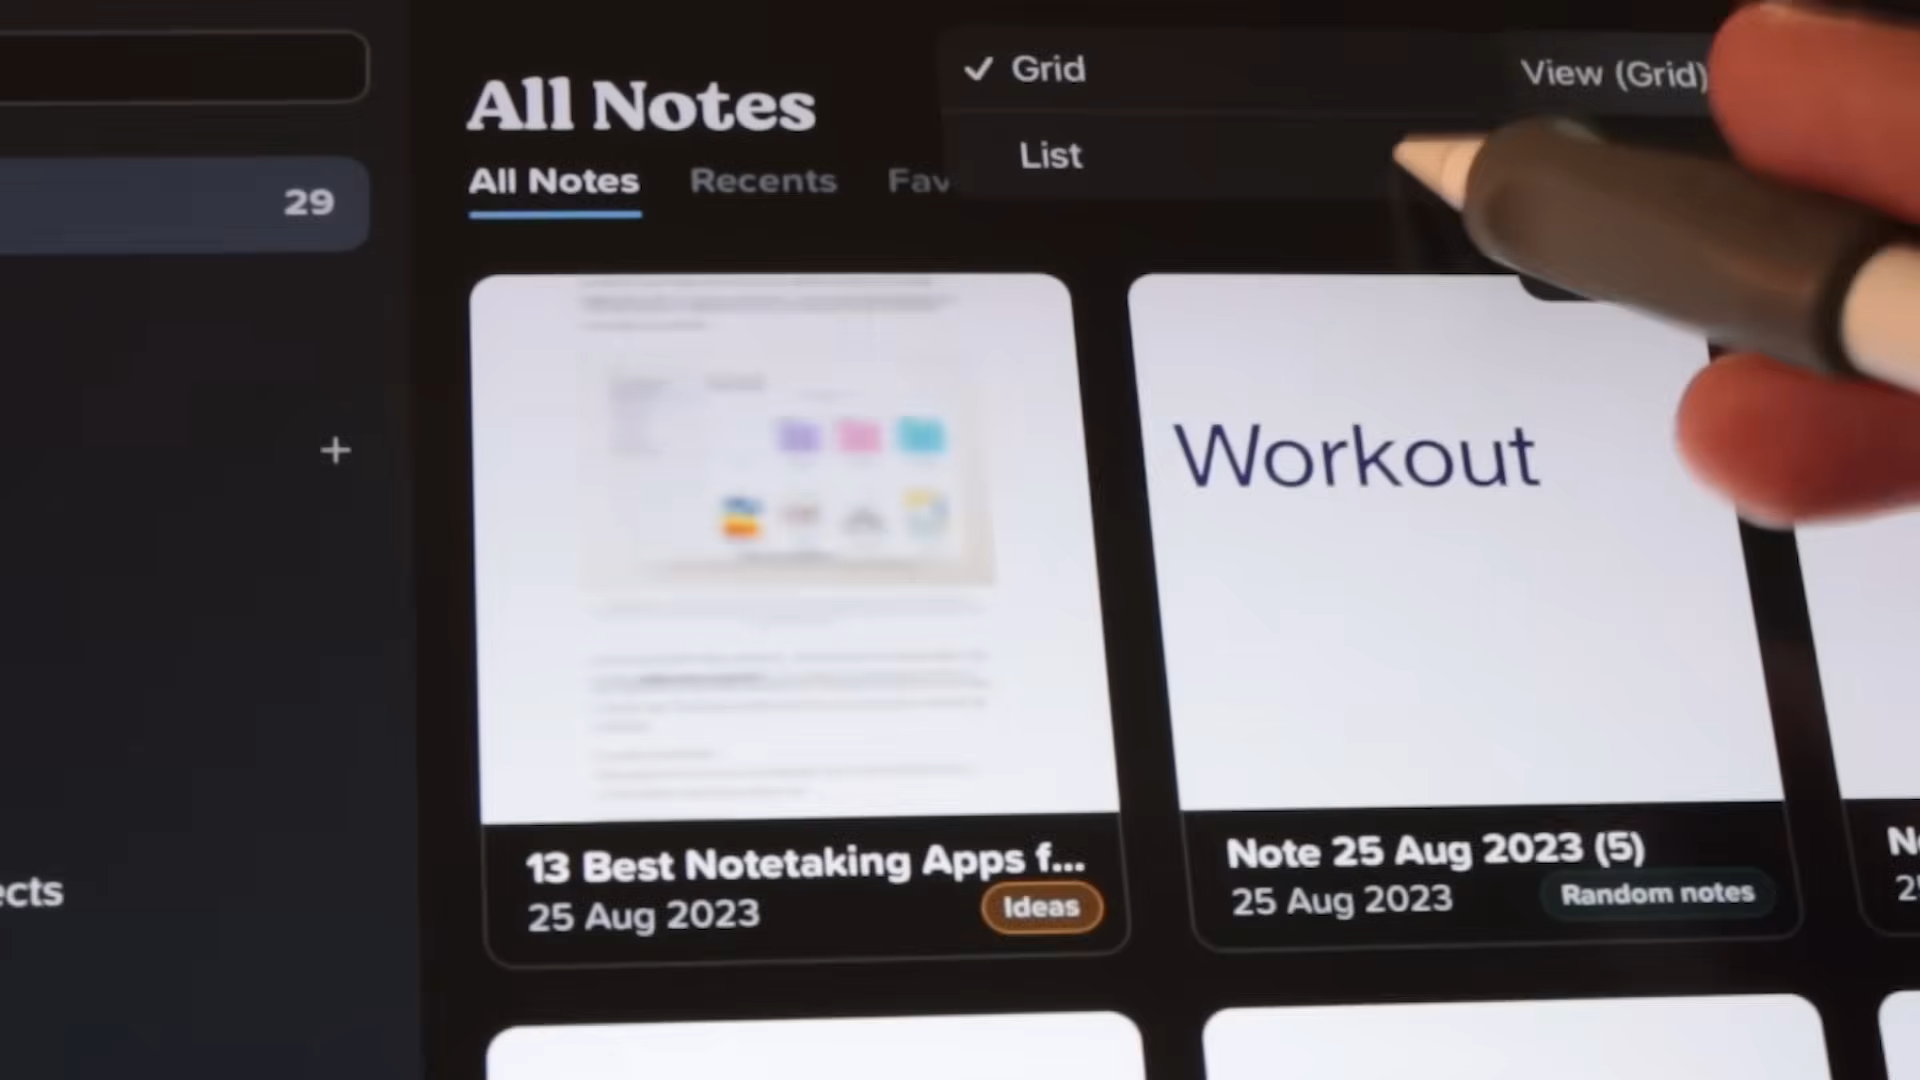 Grid
View (Grid)
List
All Notes
All Notes Recents Fav
29
+
Workout
ects
13 Best Notetaking Apps f...
25 Aug 2023
Ideas
Note 25 Aug 2023 (5)
25 Aug 2023
Random notes